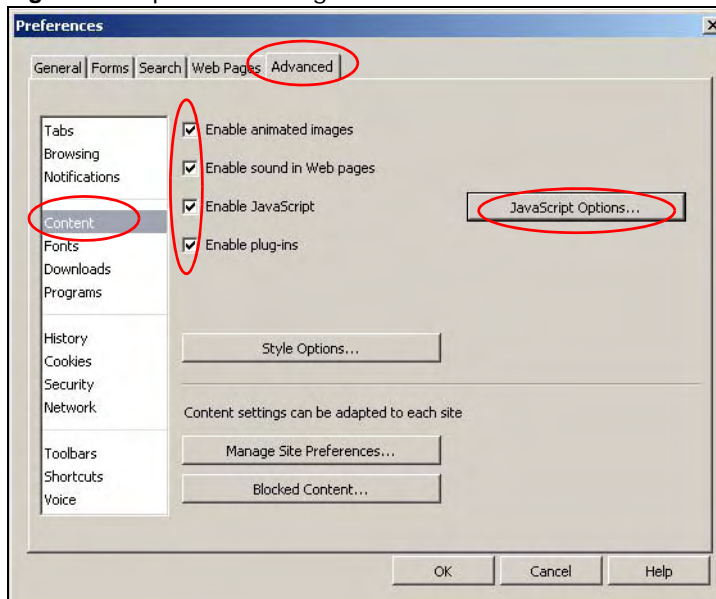 Preferences
General Forms Search Web Pages Advanced
Tabs
Browsing
Notifications
Content
Fonts
Downloads
Programs
History
Cookies
Security
Network
Toolbars
Shortcuts
Voice
Enable animated images
Enable sound in Web pages
Enable JavaScript
JavaScript Options...
Enable plug-ins
Style Options...
Content settings can be adapted to each site
Manage Site Preferences...
Blocked Content...
OK Cancel Help